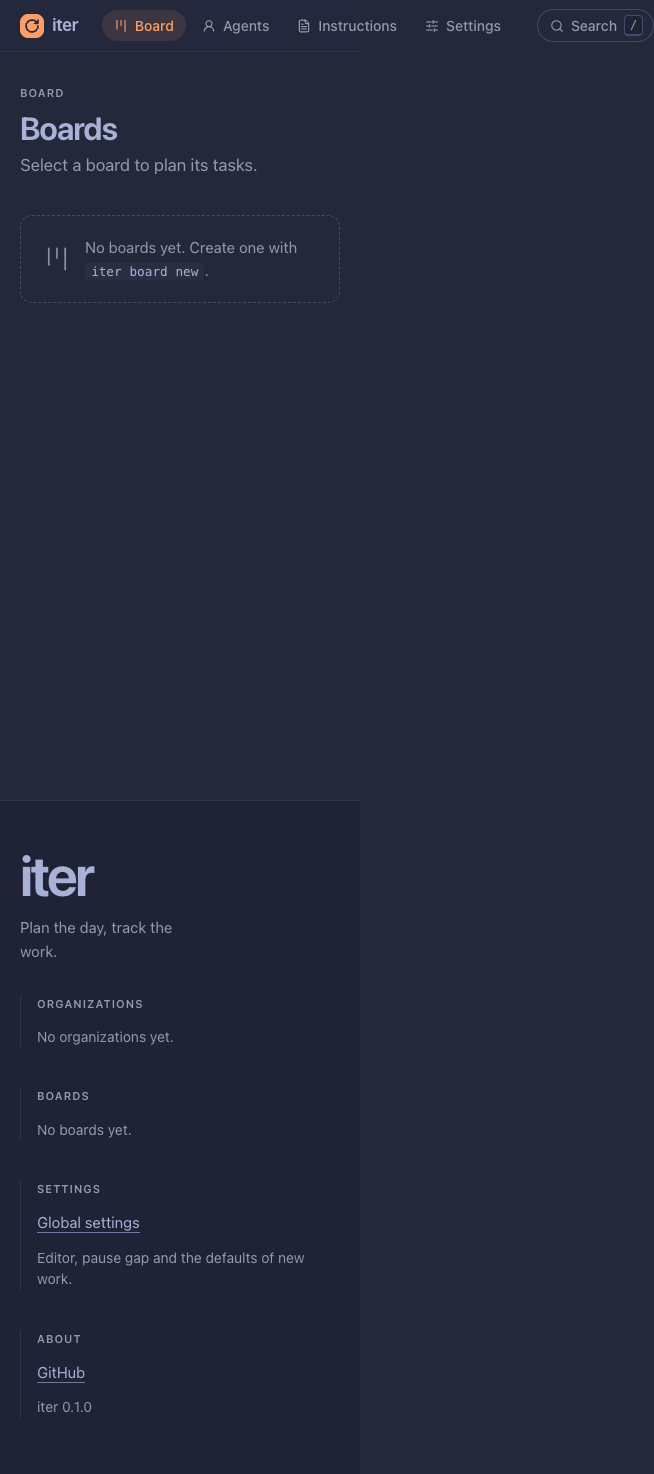 iter Board Agents Instructions Settings Search /
BOARD
Boards
Select a board to plan its tasks.
No boards yet. Create one with
iter board new.
iter
Plan the day, track the
work.
ORGANIZATIONS
No organizations yet.
BOARDS
No boards yet.
SETTINGS
Global settings
Editor, pause gap and the defaults of new
work.
ABOUT
GitHub
iter 0.1.0